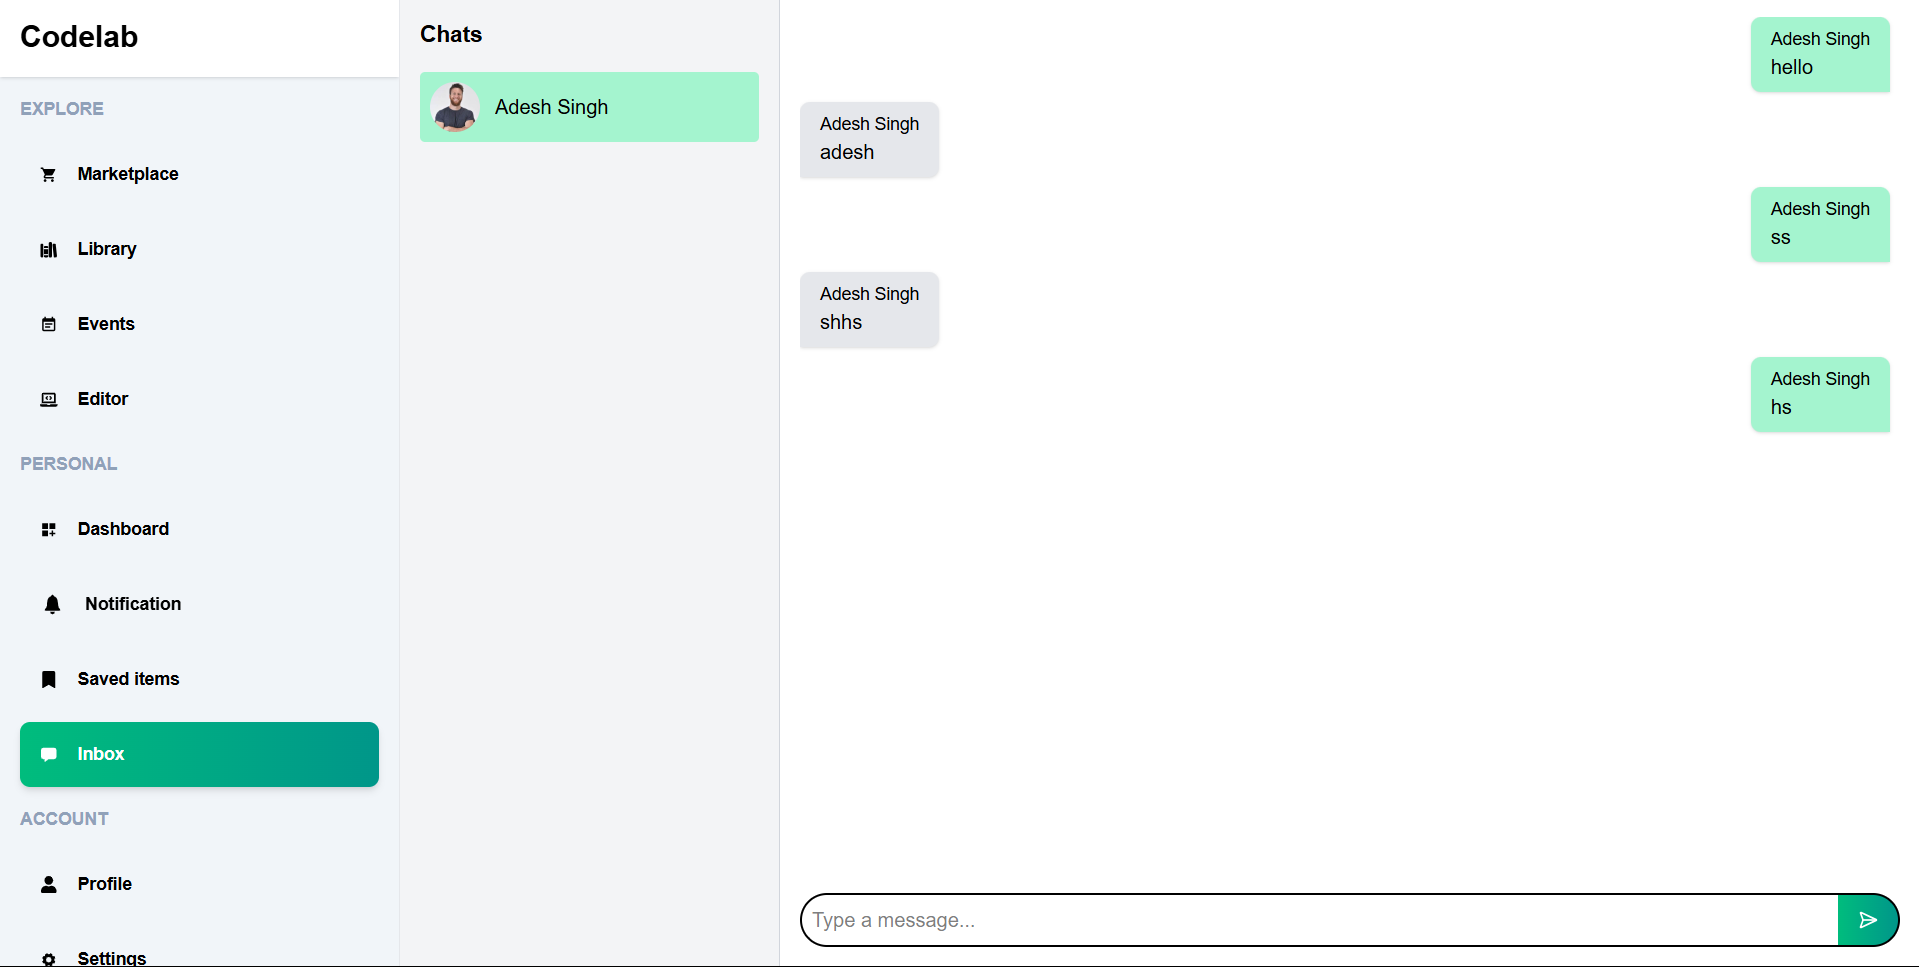 Codelab
EXPLORE
Marketplace
Library
Events
Editor
PERSONAL
Dashboard
Notification
Saved items
Inbox
ACCOUNT
Profile
Settings
Chats
Adesh Singh
Adesh Singh
hello
Adesh Singh
adesh
Adesh Singh
ss
Adesh Singh
shhs
Adesh Singh
hs
Type a message...